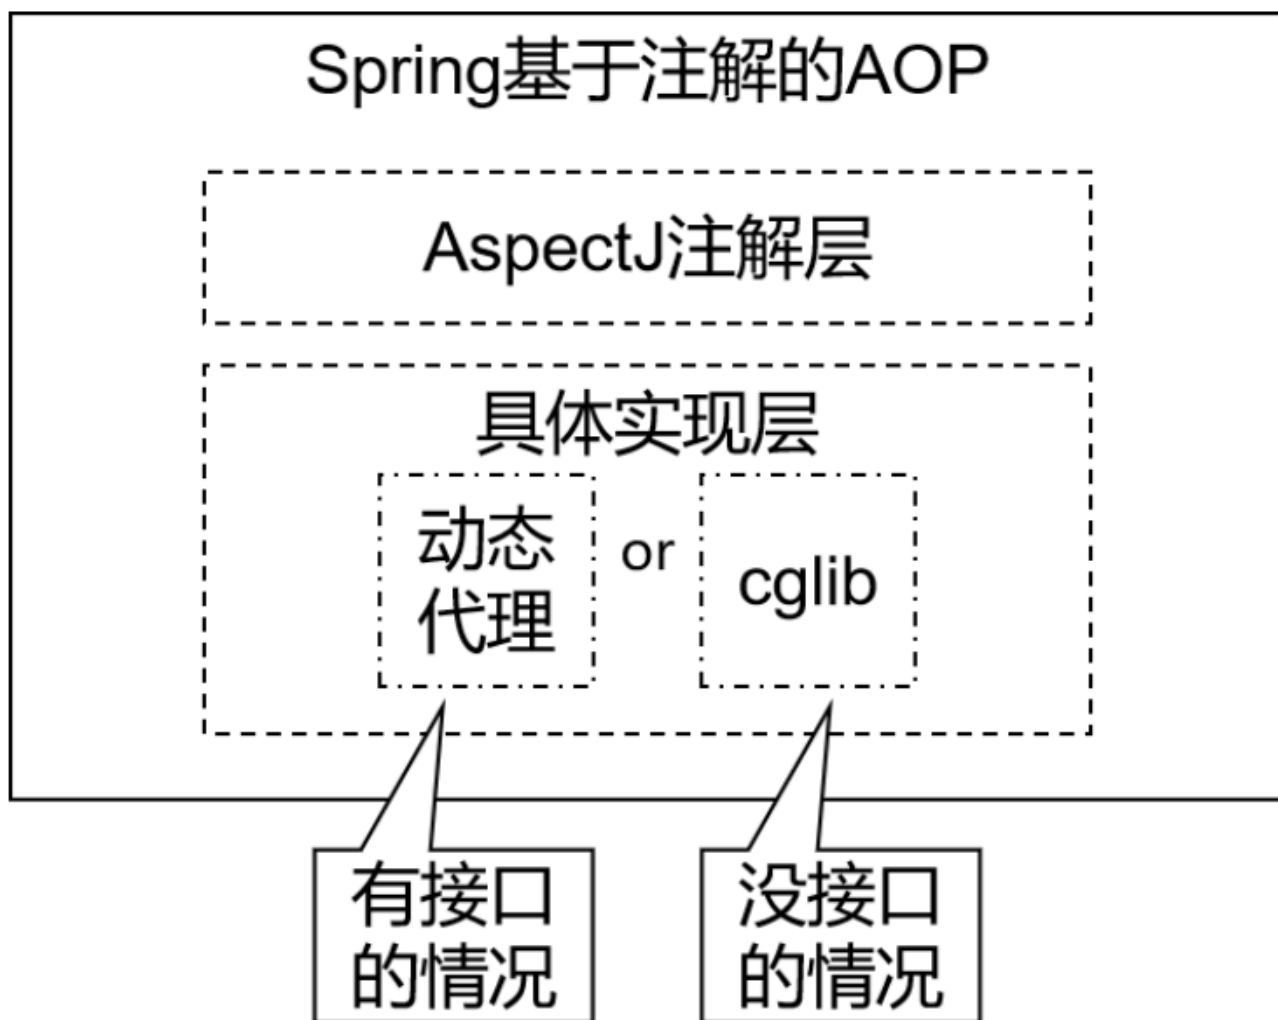 Spring基于注解的AOP
AspectJ注解层
具体实现层
动态
代理
or
cglib
有接口
的情况
没接口
的情况